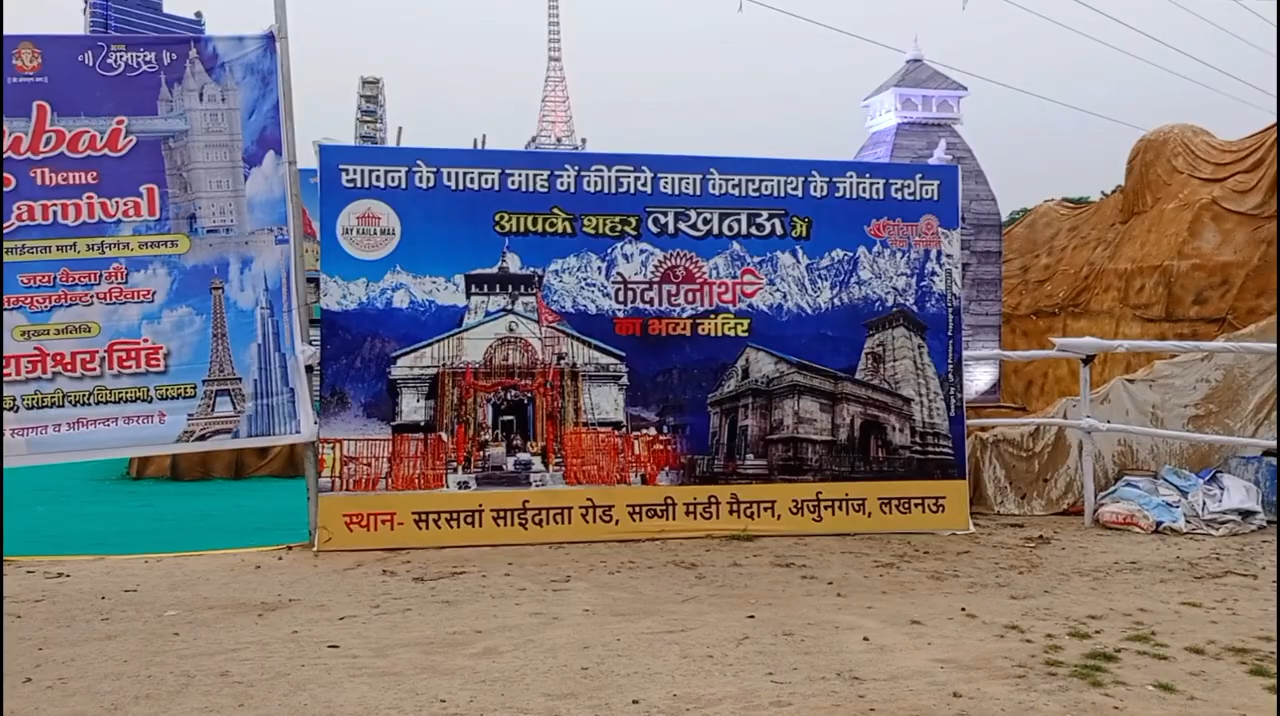 शुभारंभ
ubai
Theme
arnival
साईंदाता मार्ग, अर्जुनगंज, लखनऊ
जय कैला माँ
म्यूज़मेन्ट परिवार
मुख्य अतिथि
राजेश्वर सिंह
क, सरोजनी नगर विधानसभा, लखनऊ
स्वागत व अभिनन्दन करता है
सावन के पावन माह में कीजिये बाबा केदारनाथ के जीवंत दर्शन
आपके शहर लखनऊ में
JAY KAILA MAA
सेवा समिति
केदारनाथ
का भव्य मंदिर
स्थान- सरसवां साईदाता रोड, सब्जी मंडी मैदान, अर्जुनगंज, लखनऊ